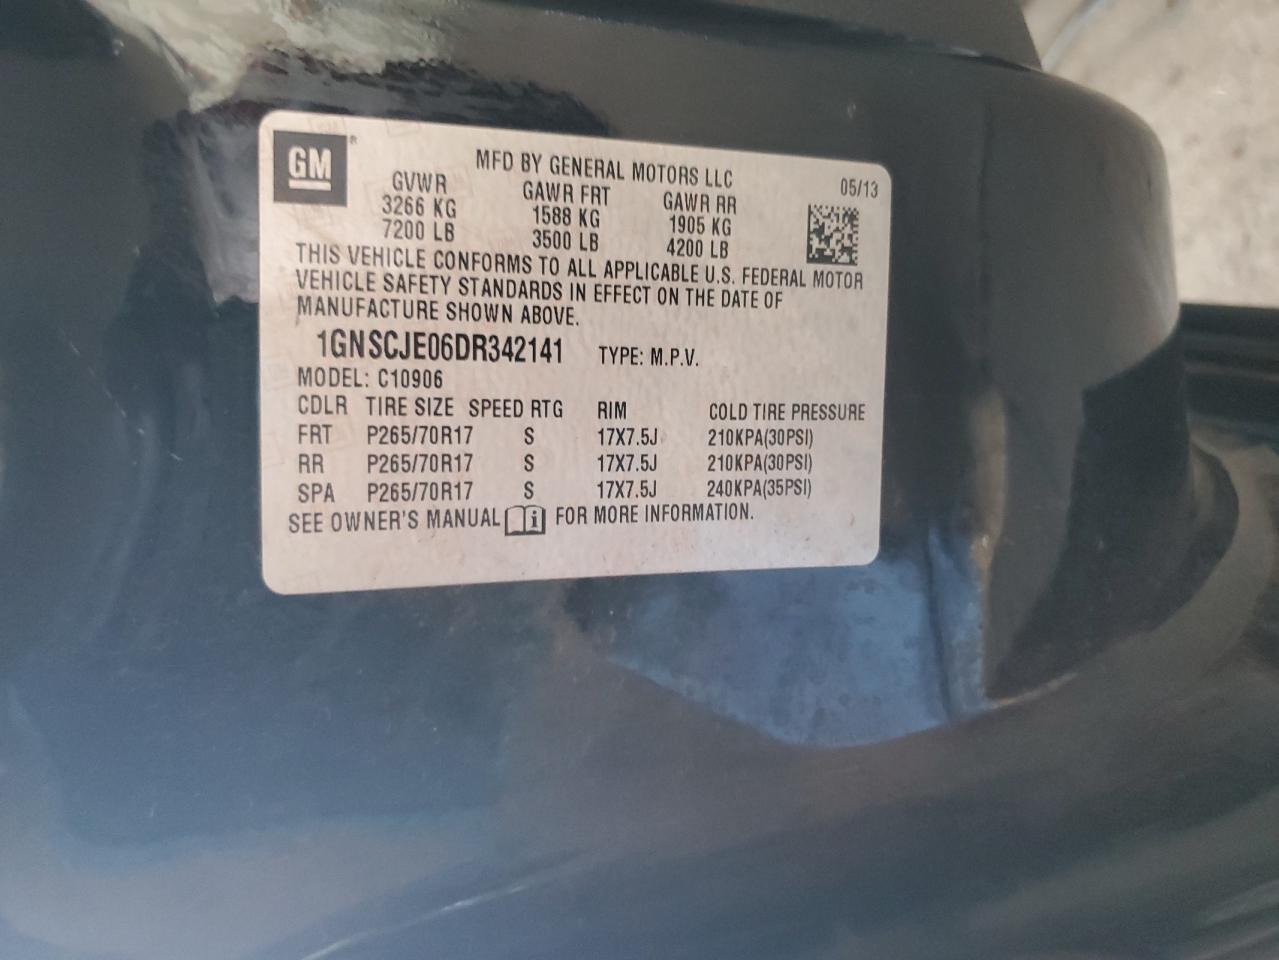 GM®
MFD BY GENERAL MOTORS LLC
05/13
GVWR GAWR FRT GAWR RR
3266 KG 1588 KG 1905 KG
7200 LB 3500 LB 4200 LB
THIS VEHICLE CONFORMS TO ALL APPLICABLE U.S. FEDERAL MOTOR
VEHICLE SAFETY STANDARDS IN EFFECT ON THE DATE OF
MANUFACTURE SHOWN ABOVE.
1GNSCJE06DR342141 TYPE: M.P.V.
MODEL: C10906
CDLR TIRE SIZE SPEED RTG RIM COLD TIRE PRESSURE
FRT P265/70R17 S 17X7.5J 210KPA(30PSI)
RR P265/70R17 S 17X7.5J 210KPA(30PSI)
SPA P265/70R17 S 17X7.5J 240KPA(35PSI)
SEE OWNER'S MANUAL i FOR MORE INFORMATION.